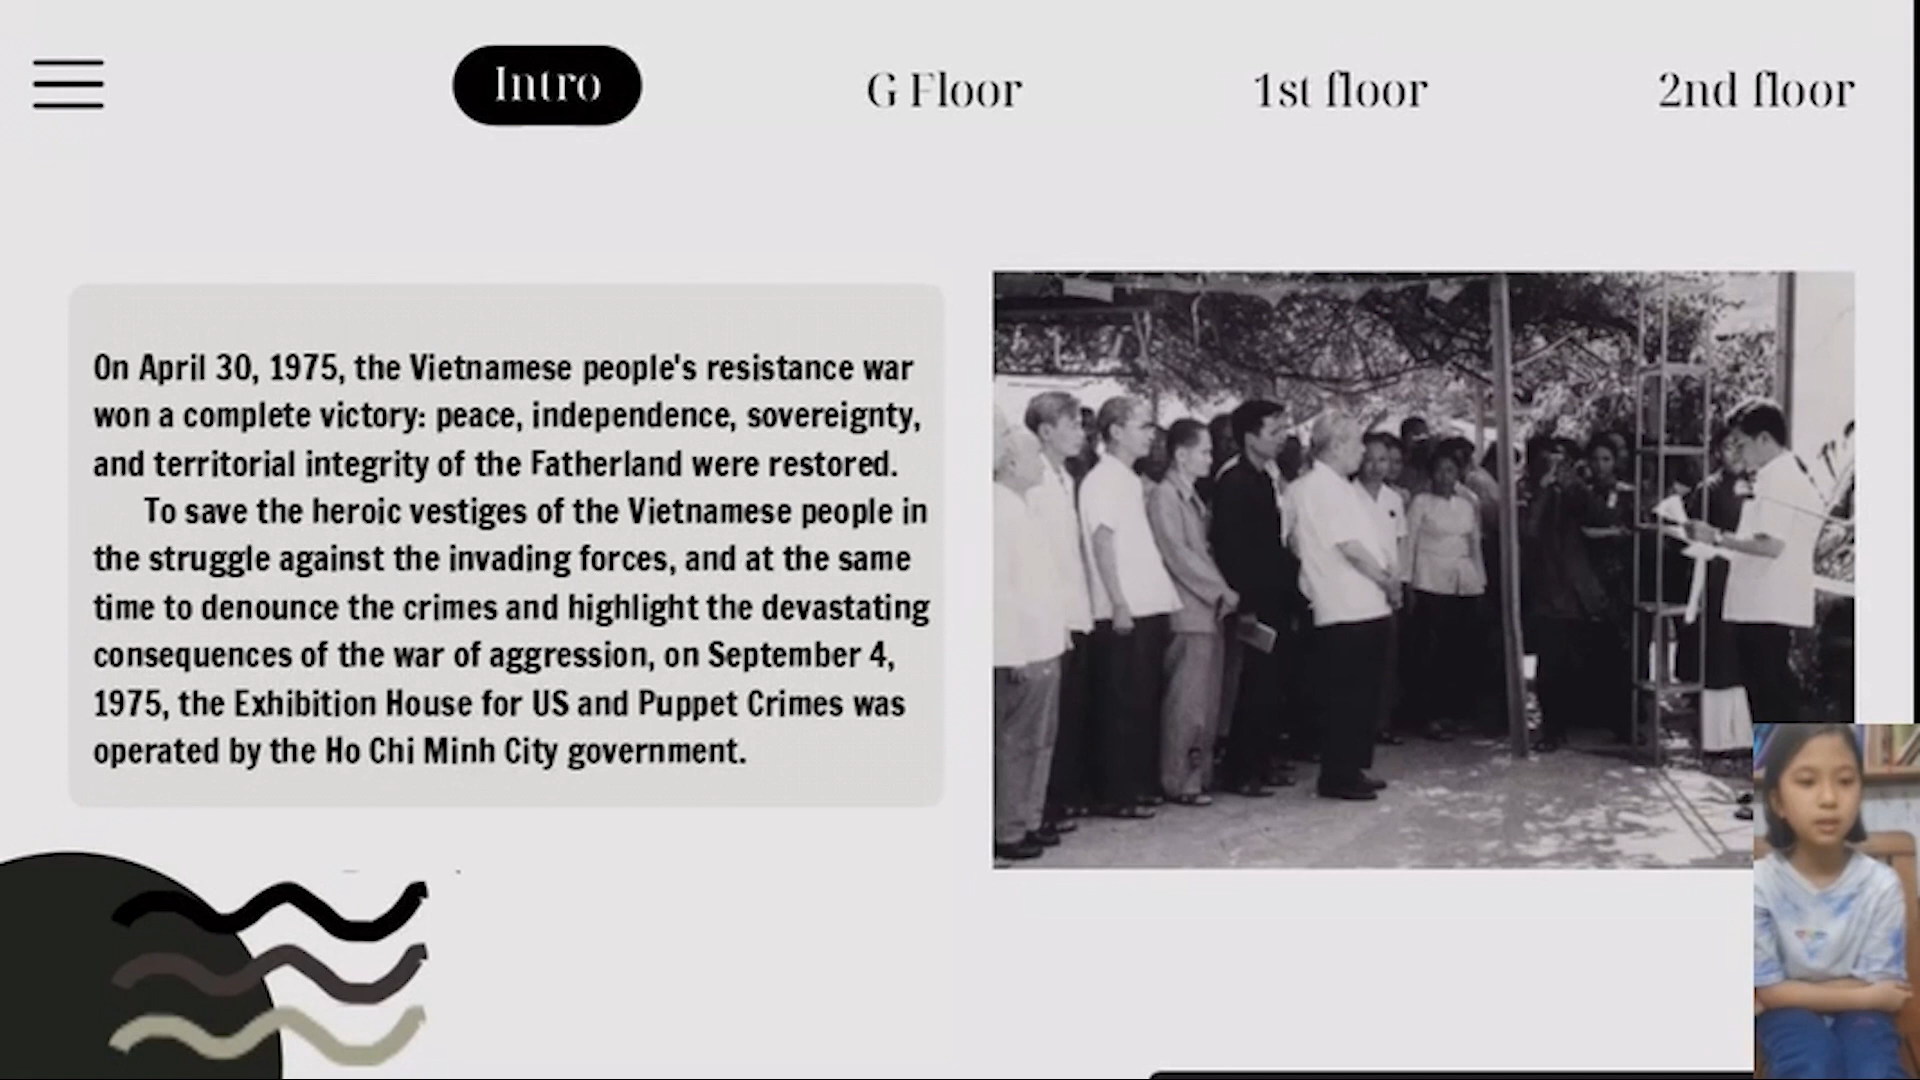 Intro
G Floor
1st floor
2nd floor
On April 30, 1975, the Vietnamese people's resistance war
won a complete victory: peace, independence, sovereignty,
and territorial integrity of the Fatherland were restored.
To save the heroic vestiges of the Vietnamese people in
the struggle against the invading forces, and at the same
time to denounce the crimes and highlight the devastating
consequences of the war of aggression, on September 4,
1975, the Exhibition House for US and Puppet Crimes was
operated by the Ho Chi Minh City government.